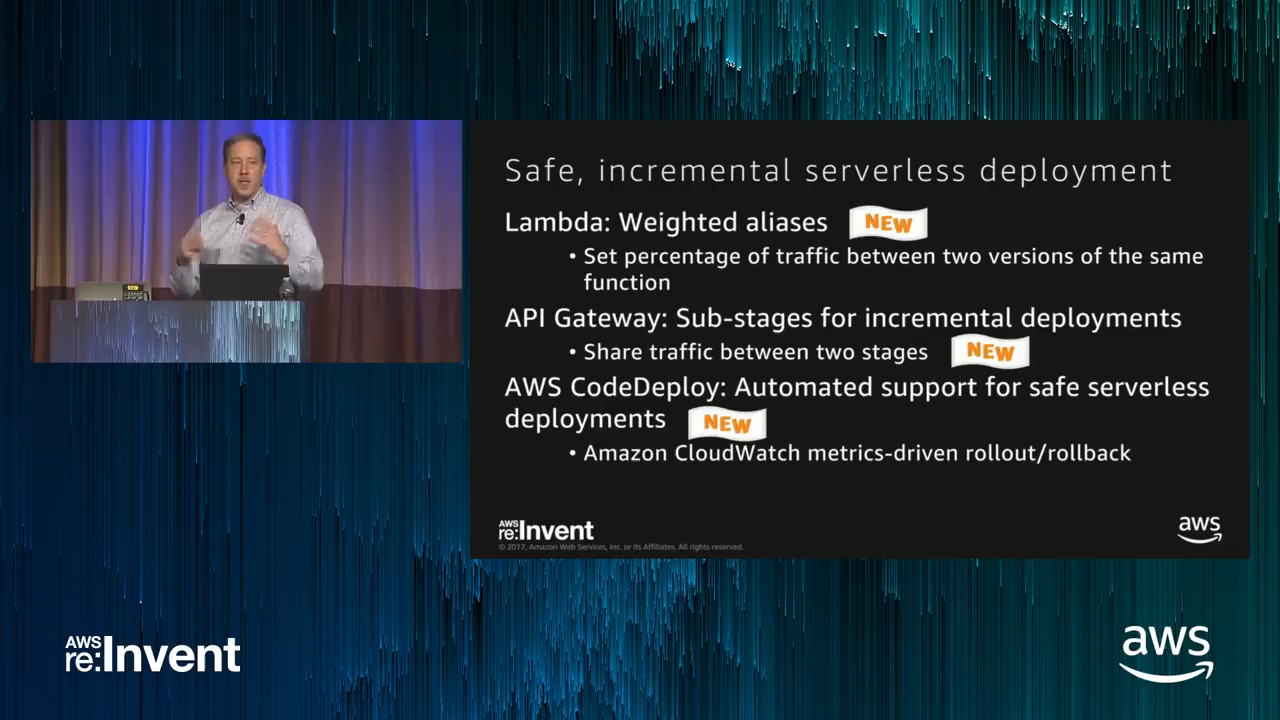 Safe, incremental serverless deployment
Lambda: Weighted aliases NEW
• Set percentage of traffic between two versions of the same
function
API Gateway: Sub-stages for incremental deployments
• Share traffic between two stages NEW
AWS CodeDeploy: Automated support for safe serverless
deployments NEW
• Amazon CloudWatch metrics-driven rollout/rollback
AWS
re:Invent
aws
© 2017, Amazon Web Services, Inc. or its Affiliates. All rights reserved.
AWS
re:Invent
aws